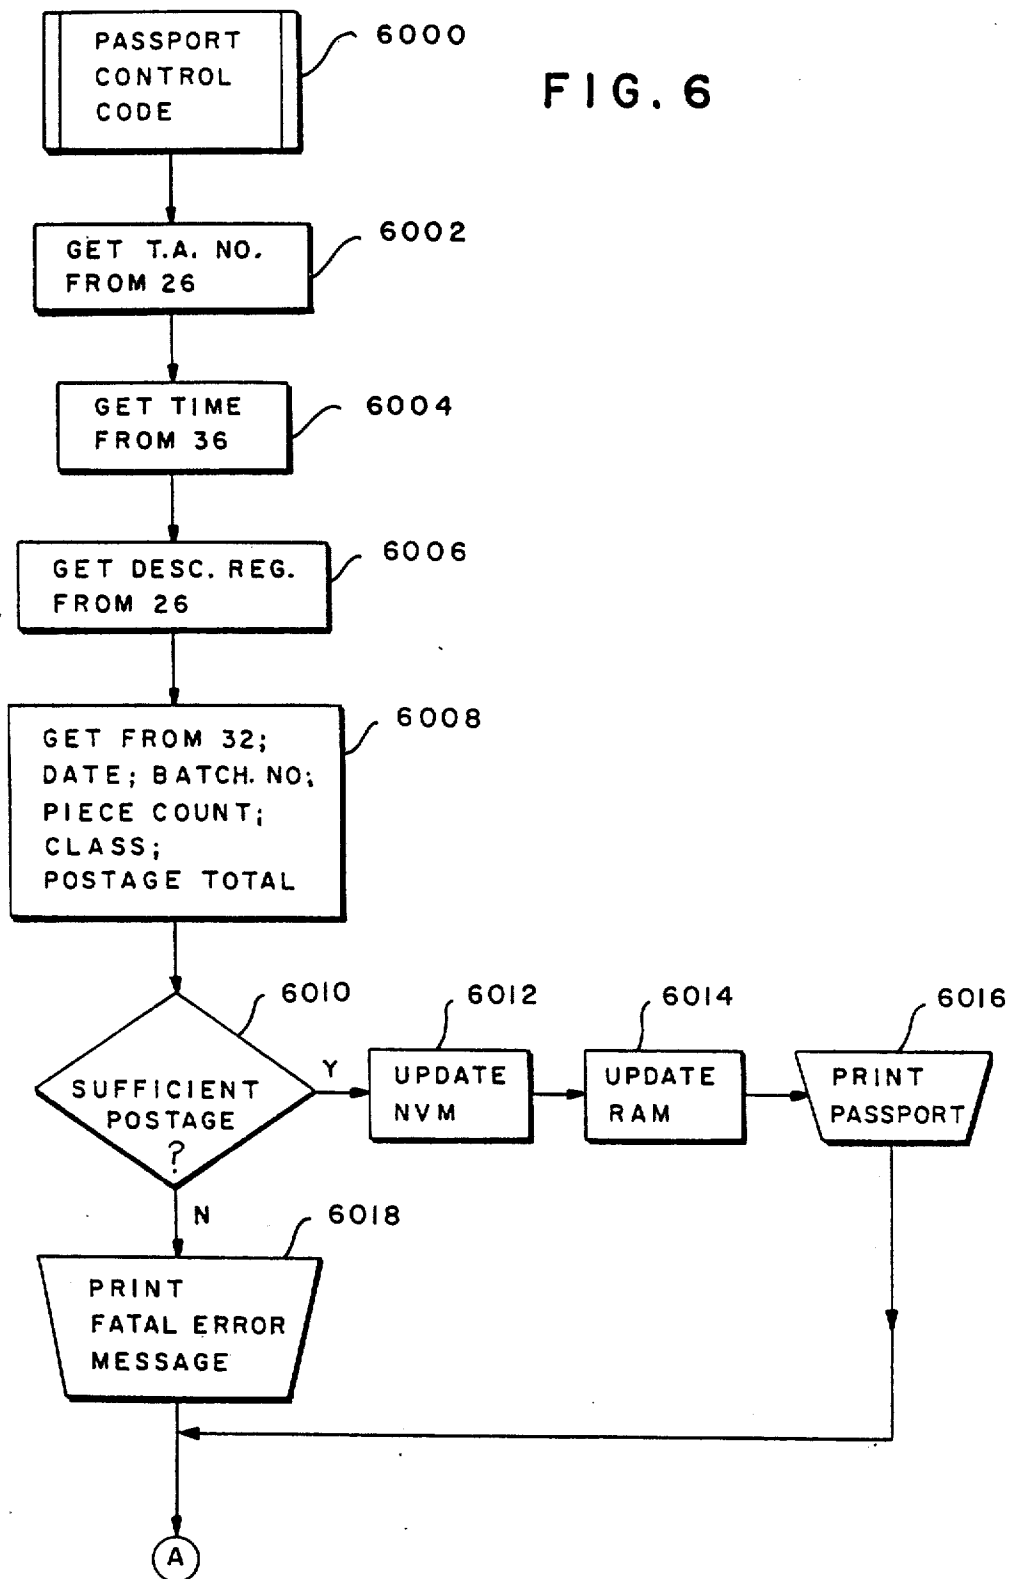 PASSPORT
CONTROL
CODE
6000
FIG. 6
GET T.A. NO.
FROM 26
6002
GET TIME
FROM 36
6004
GET DESC. REG.
FROM 26
6006
GET FROM 32;
DATE; BATCH. NO;
PIECE COUNT;
CLASS;
POSTAGE TOTAL
6008
SUFFICIENT
POSTAGE
?
6010
Y
UPDATE
NVM
6012
UPDATE
RAM
6014
PRINT
PASSPORT
6016
N
PRINT
FATAL ERROR
MESSAGE
6018
A